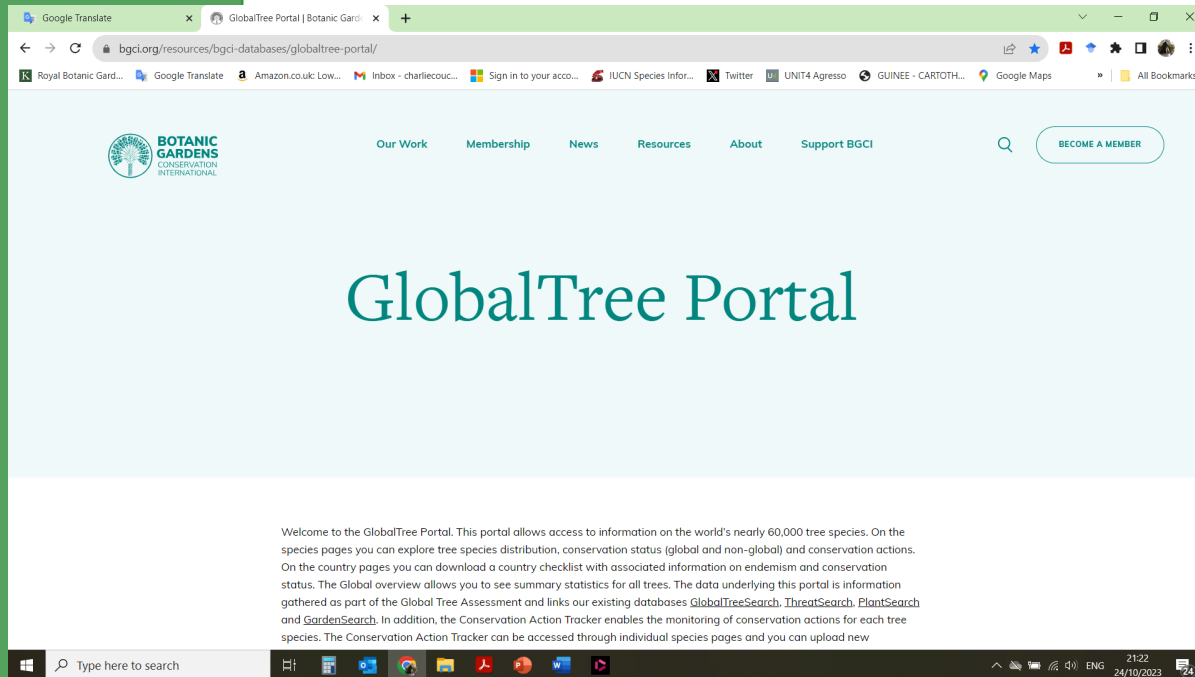 Google Translate
GlobalTree Portal | Botanic Gard
bgci.org/resources/bgci-databases/globaltree-portal/
Royal Botanic Gard... Google Translate Amazon.co.uk: Low... Inbox - charliecouc... Sign in to your acco... IUCN Species Infor... Twitter UNIT4 Agresso GUINEE - CARTOTH... Google Maps » All Bookmarks
BOTANIC
GARDENS
CONSERVATION
INTERNATIONAL
Our Work Membership News Resources About Support BGCI
BECOME A MEMBER
GlobalTree Portal
Welcome to the GlobalTree Portal. This portal allows access to information on the world's nearly 60,000 tree species. On the
species pages you can explore tree species distribution, conservation status (global and non-global) and conservation actions.
On the country pages you can download a country checklist with associated information on endemism and conservation
status. The Global overview allows you to see summary statistics for all trees. The data underlying this portal is information
gathered as part of the Global Tree Assessment and links our existing databases GlobalTreeSearch, ThreatSearch, PlantSearch
and GardenSearch. In addition, the Conservation Action Tracker enables the monitoring of conservation actions for each tree
species. The Conservation Action Tracker can be accessed through individual species pages and you can upload new
Type here to search
ENG
21:22
24/10/2023
24